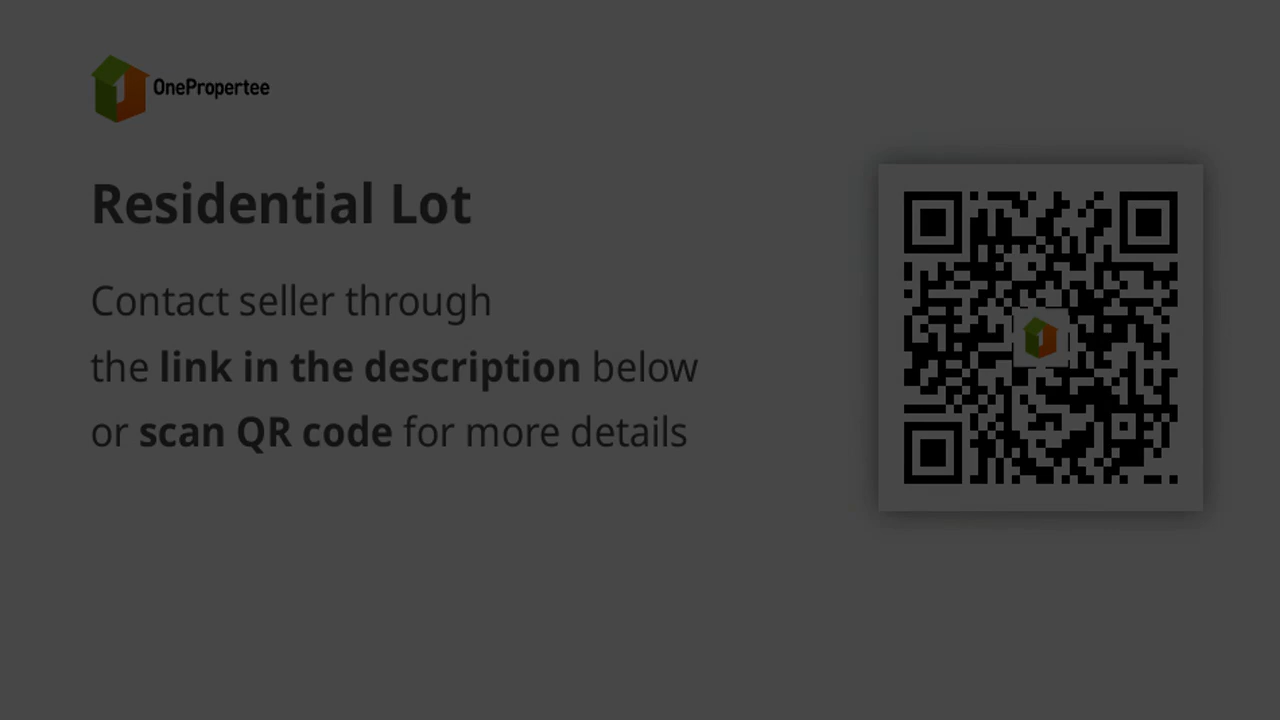 OnePropertee
Residential Lot
Contact seller through
the link in the description below
or scan QR code for more details